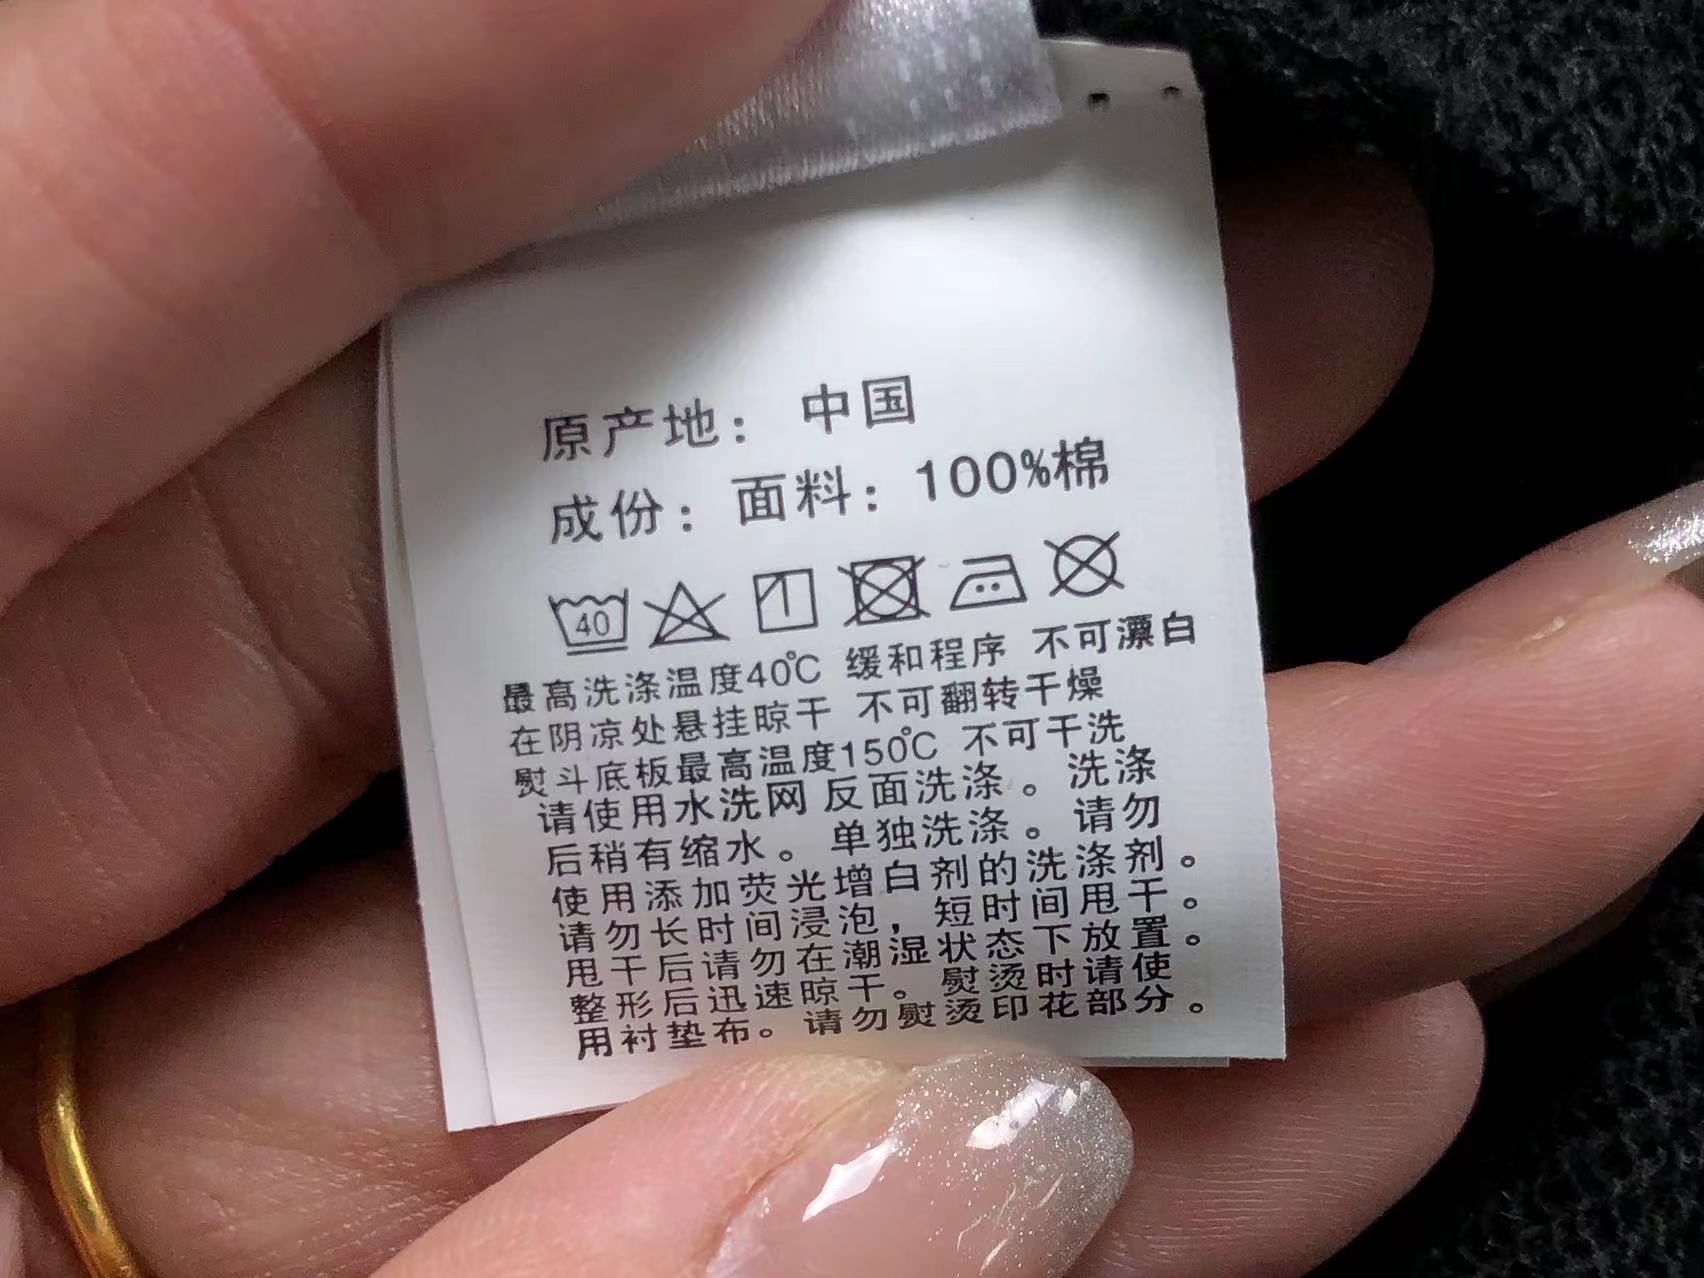 原产地：中国
成份：面料：100%棉
40
最高洗涤温度40℃ 缓和程序 不可漂白
在阴凉处悬挂晾干 不可翻转干燥
熨斗底板最高温度150℃ 不可干洗
请使用水洗网 反面洗涤。洗涤
后稍有缩水。单独洗涤。请勿
使用添加荧光增白剂的洗涤剂。
请勿长时间浸泡，短时间甩干。
甩干后请勿在潮湿状态下放置。
整形后迅速晾干。熨烫时请使
用衬垫布。请勿熨烫印花部分。